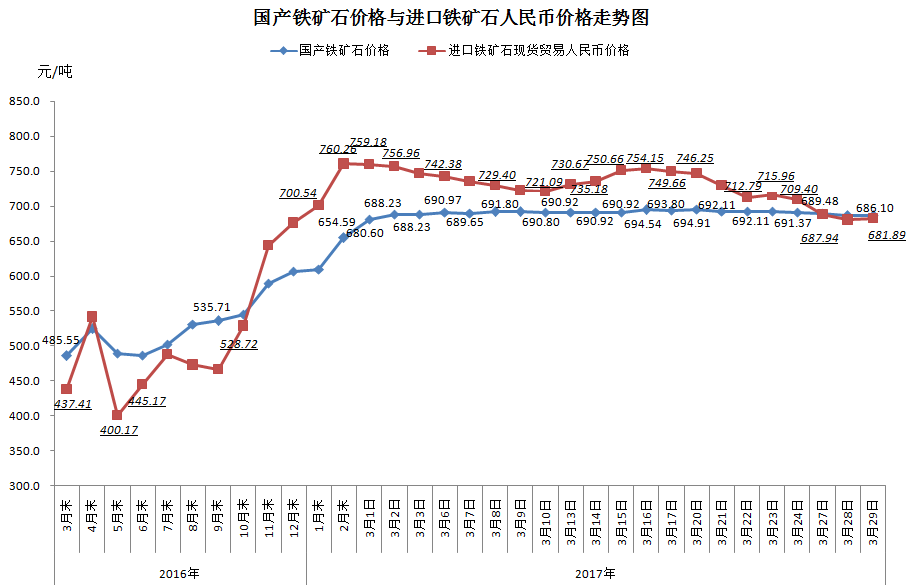 国产铁矿石价格与进口铁矿石人民币价格走势图
国产铁矿石价格 进口铁矿石现货贸易人民币价格
元/吨
850.0
800.0
750.0
700.0
650.0
600.0
550.0
500.0
450.0
400.0
350.0
300.0
485.55
535.71
654.59
680.60
688.23
688.23
690.97
689.65
691.80
690.80
690.92
690.92
690.92
694.54
693.80
694.91
692.11
692.11
691.37
689.48
686.10
437.41
400.17
445.17
528.72
700.54
760.26
759.18
756.96
742.38
729.40
721.09
730.67
735.18
750.66
754.15
749.66
746.25
712.79
715.96
709.40
687.94
681.89
3月末
4月末
5月末
6月末
7月末
8月末
9月末
10月末
11月末
12月末
1月末
2月末
3月1日
3月2日
3月3日
3月6日
3月7日
3月8日
3月9日
3月10日
3月13日
3月14日
3月15日
3月16日
3月17日
3月20日
3月21日
3月22日
3月23日
3月24日
3月27日
3月28日
3月29日
2016年 2017年